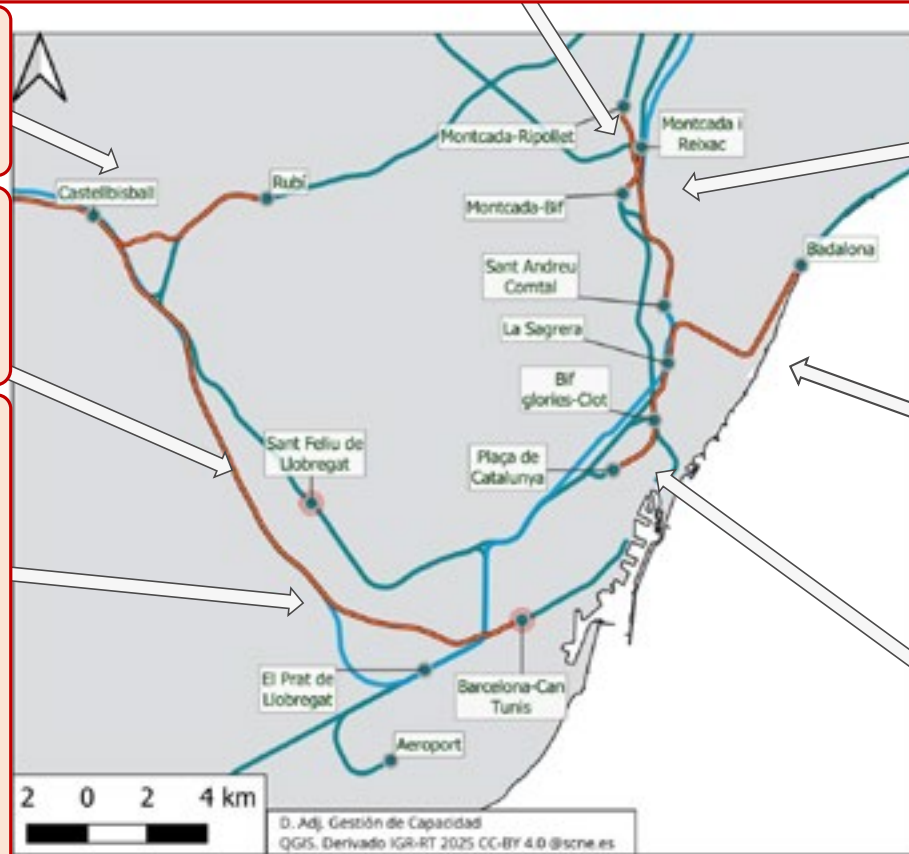 Montcada-Ripollet
Montcada i
Reixac
Castellbisball
Rubí
Montcada-Bif
Badalona
Sant Andreu
Comtal
La Sagrera
Bif
glories-Clot
Sant Feliu de
Llobregat
Plaça de
Catalunya
El Prat de
Llobregat
Barcelona-Can
Tunis
Aeroport
2 0 2 4 km
D. Adj. Gestión de Capacidad
QGIS. Derivado IGR-RT 2025 CC-BY 4.0 @scne.es